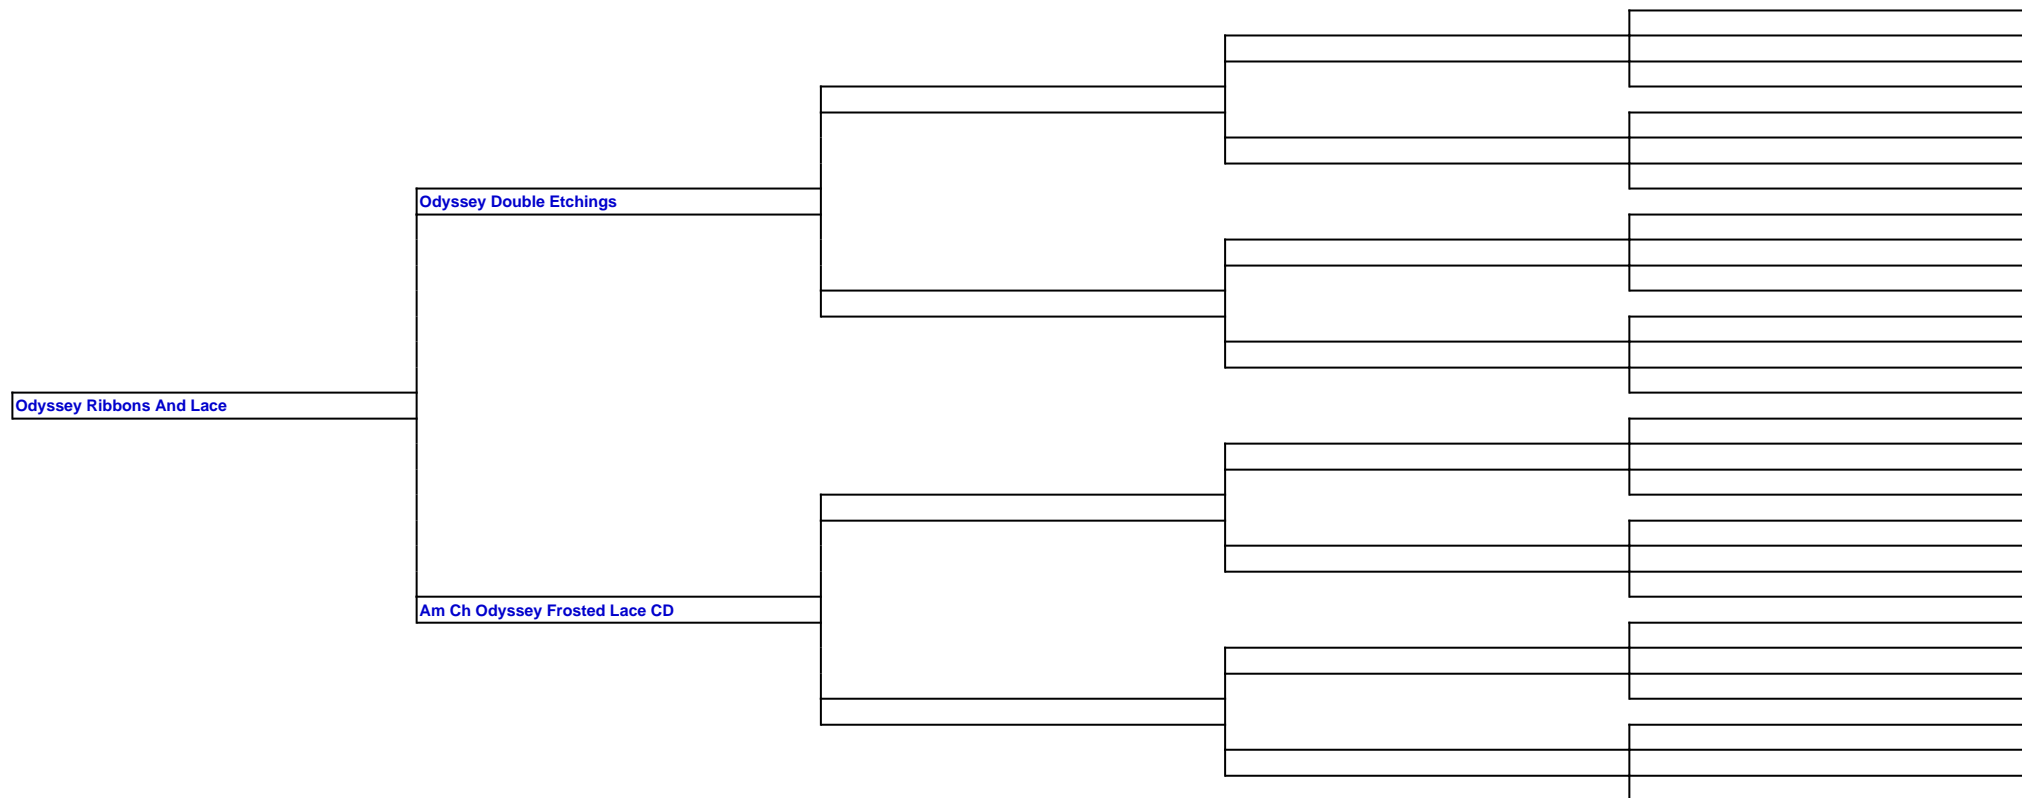 Odyssey Double Etchings
Odyssey Ribbons And Lace
Am Ch Odyssey Frosted Lace CD